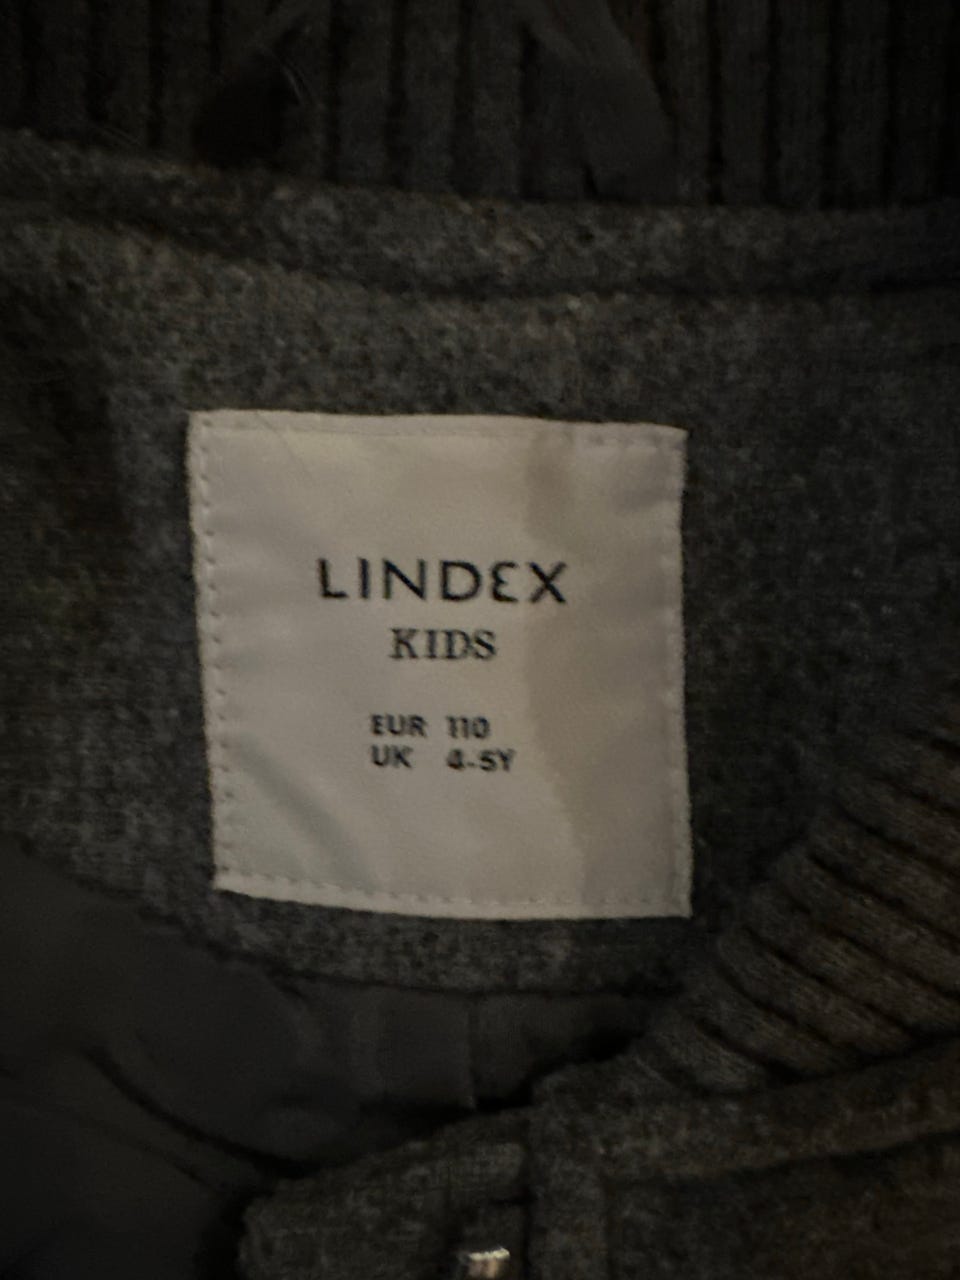 LINDEX
KIDS
EUR 110
UK 4-5Y